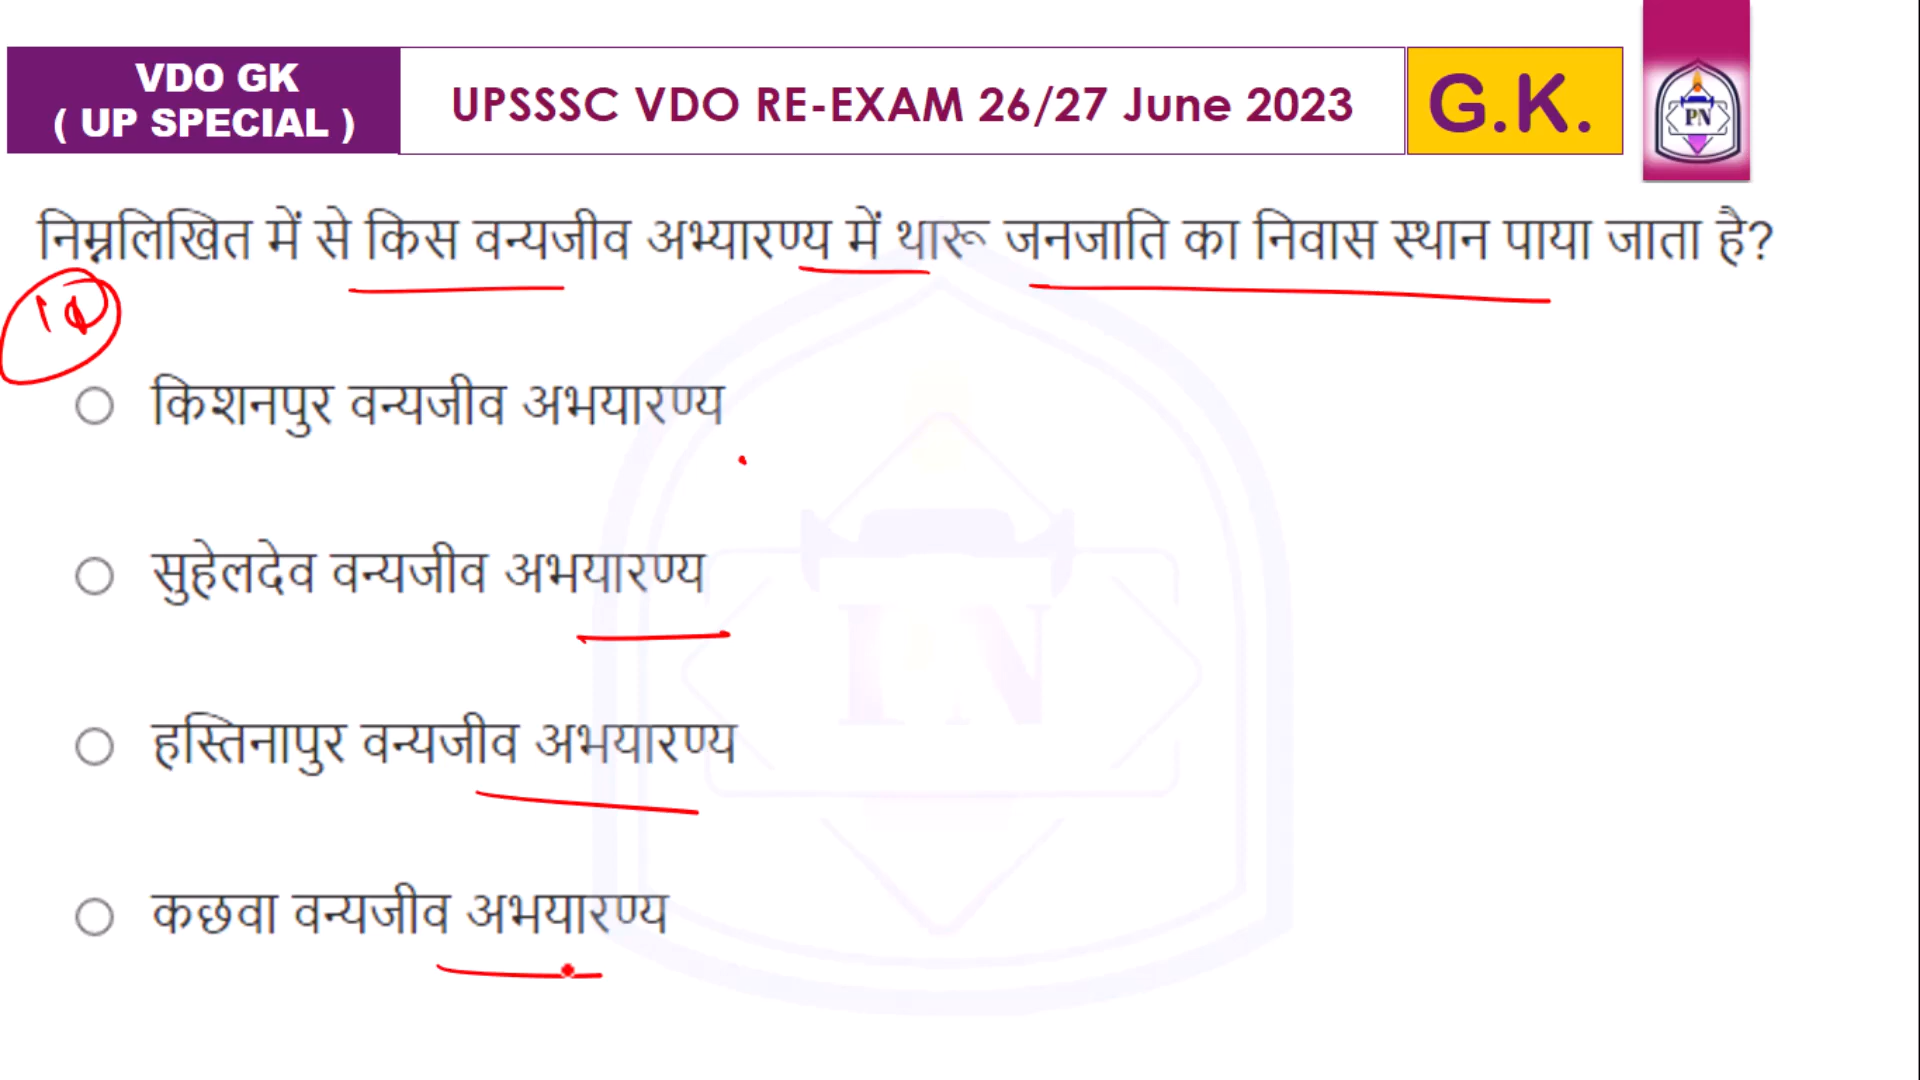 VDO GK
( UP SPECIAL )
UPSSSC VDO RE-EXAM 26/27 June 2023
G.K.
PN
निम्नलिखित में से किस वन्यजीव अभ्यारण्य में थारू जनजाति का निवास स्थान पाया जाता है?
किशनपुर वन्यजीव अभयारण्य
सुहेलदेव वन्यजीव अभयारण्य
PN
हस्तिनापुर वन्यजीव अभयारण्य
कछवा वन्यजीव अभयारण्य